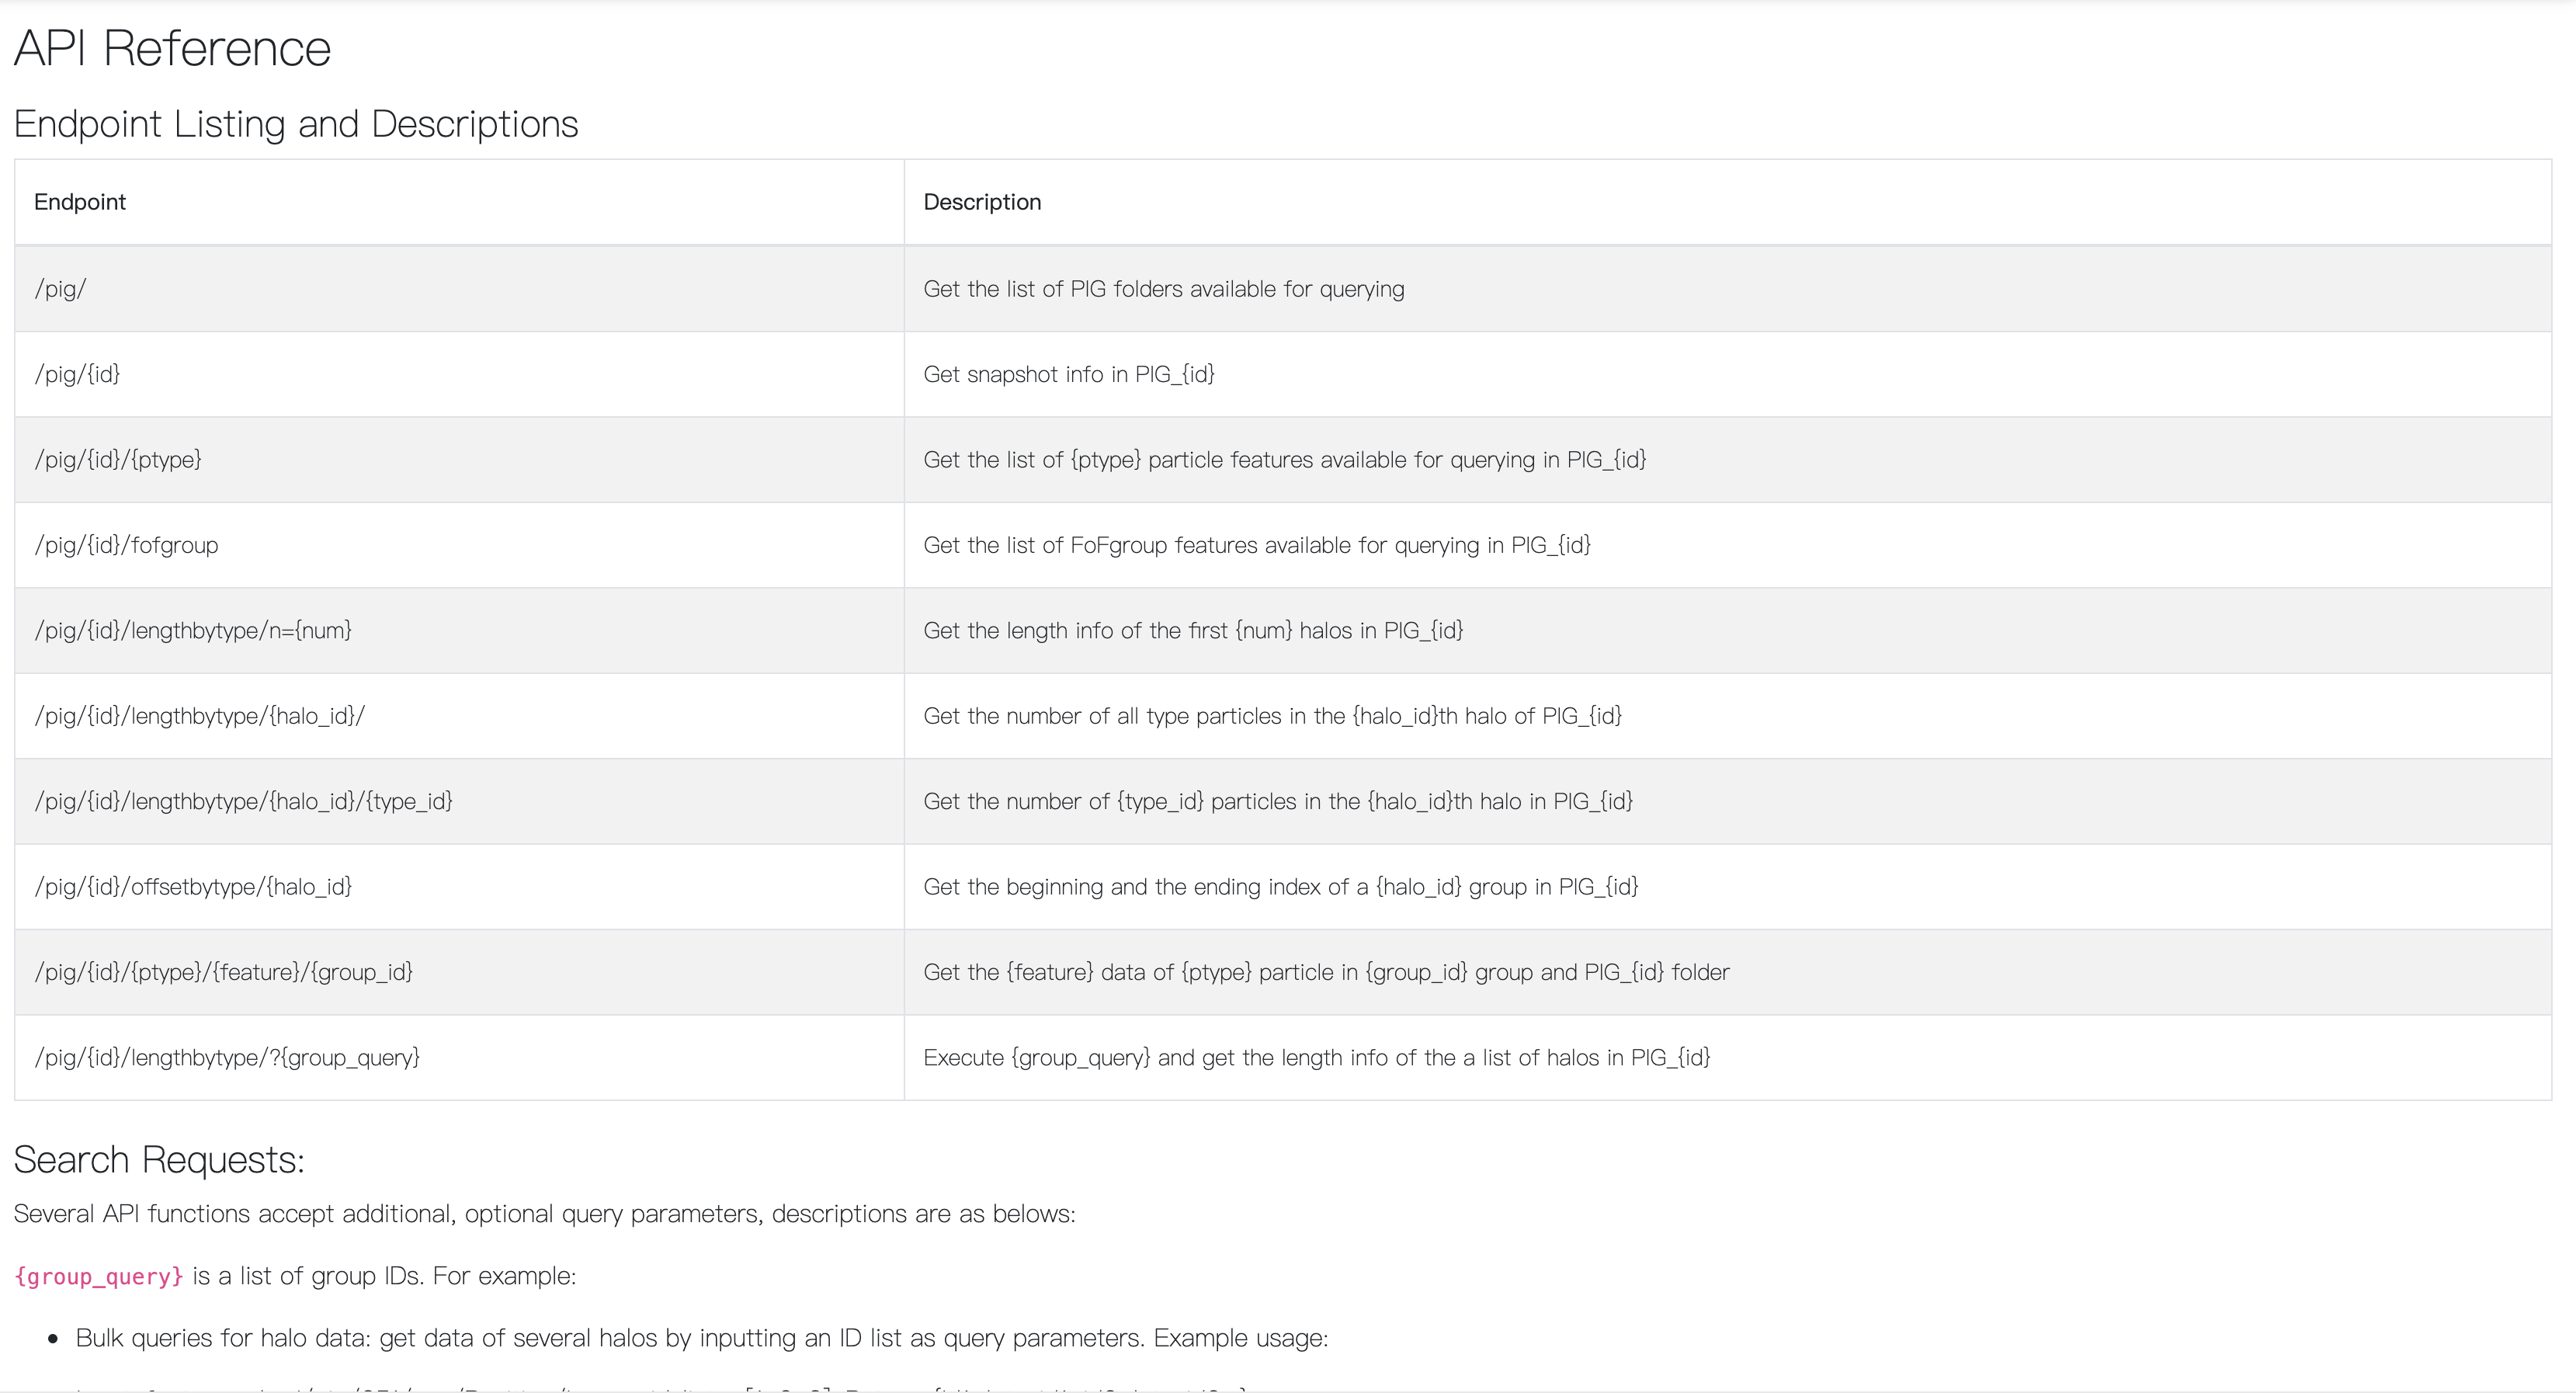 API Reference
Endpoint Listing and Descriptions
Endpoint Description
/pig/ Get the list of PIG folders available for querying
/pig/{id} Get snapshot info in PIG_{id}
/pig/{id}/{ptype} Get the list of {ptype} particle features available for querying in PIG_{id}
/pig/{id}/fofgroup Get the list of FoFgroup features available for querying in PIG_{id}
/pig/{id}/lengthbytype/n={num} Get the length info of the first {num} halos in PIG_{id}
/pig/{id}/lengthbytype/{halo_id}/ Get the number of all type particles in the {halo_id}th halo of PIG_{id}
/pig/{id}/lengthbytype/{halo_id}/{type_id} Get the number of {type_id} particles in the {halo_id}th halo in PIG_{id}
/pig/{id}/offsetbytype/{halo_id} Get the beginning and the ending index of a {halo_id} group in PIG_{id}
/pig/{id}/{ptype}/{feature}/{group_id} Get the {feature} data of {ptype} particle in {group_id} group and PIG_{id} folder
/pig/{id}/lengthbytype/?{group_query} Execute {group_query} and get the length info of the a list of halos in PIG_{id}
Search Requests:
Several API functions accept additional, optional query parameters, descriptions are as belows:
{group_query} is a list of group IDs. For example:
• Bulk queries for halo data: get data of several halos by inputting an ID list as query parameters. Example usage: